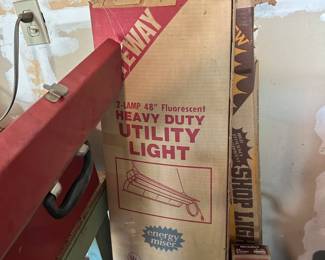 EWAY
2-LAMP 48" Fluorescent
HEAVY DUTY
UTILITY
LIGHT
energy
miser
SHOP LIGHT